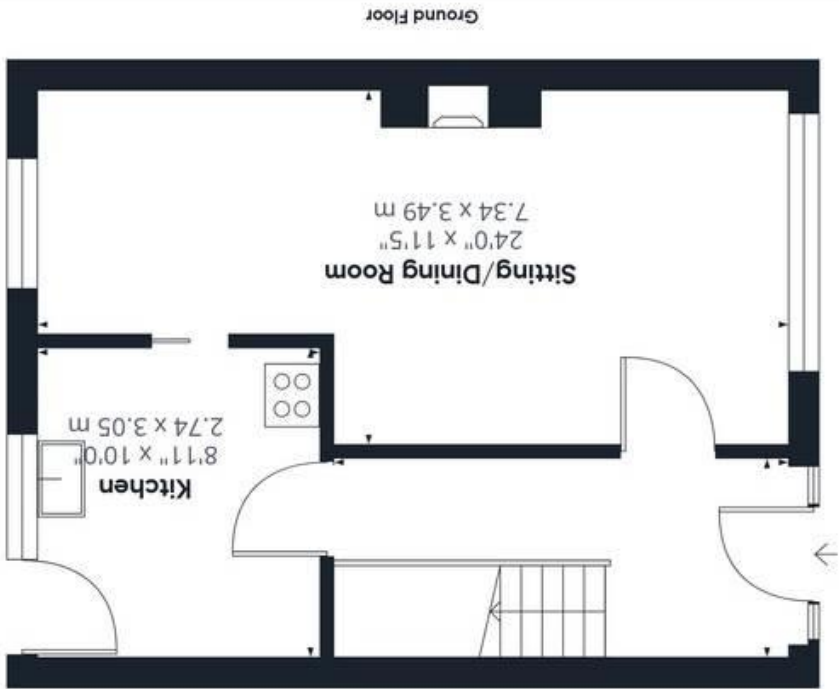 Kitchen
8'11" x 10'0"
2.74 x 3.05 m
Sitting/Dining Room
24'0" x 11'5"
7.34 x 3.49 m
Ground Floor